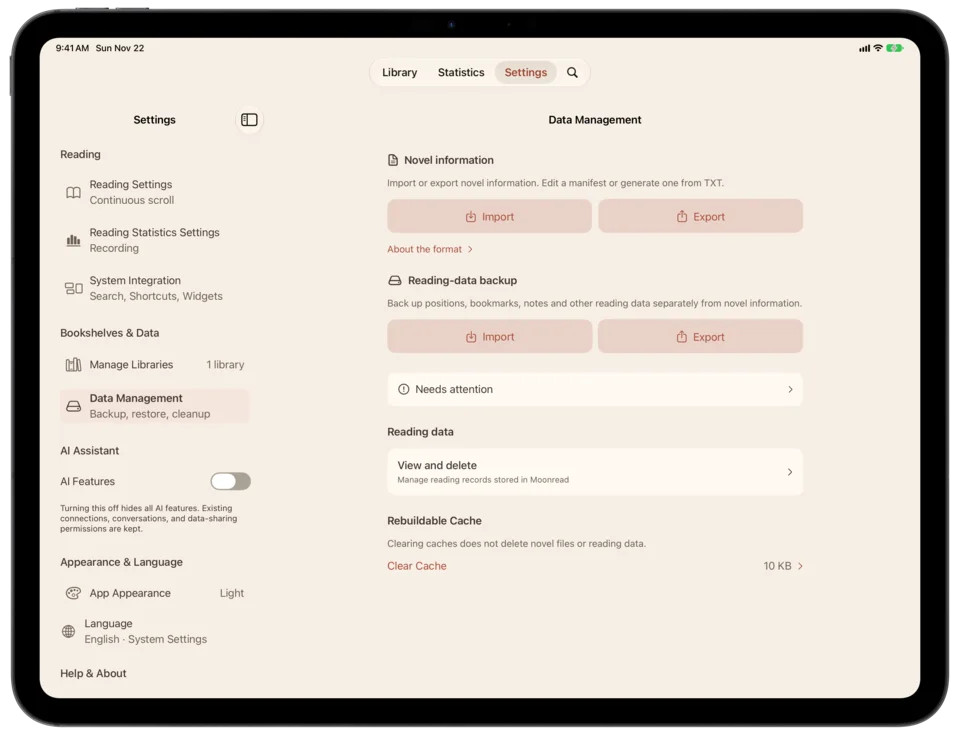 9:41 AM Sun Nov 22
Library Statistics Settings
Settings
Reading
Reading Settings
Continuous scroll
Reading Statistics Settings
Recording
System Integration
Search, Shortcuts, Widgets
Bookshelves & Data
Manage Libraries 1 library
Data Management
Backup, restore, cleanup
AI Assistant
AI Features
Turning this off hides all AI features. Existing
connections, conversations, and data-sharing
permissions are kept.
Appearance & Language
App Appearance Light
Language
English · System Settings
Help & About
Data Management
Novel information
Import or export novel information. Edit a manifest or generate one from TXT.
Import Export
About the format
Reading-data backup
Back up positions, bookmarks, notes and other reading data separately from novel information.
Import Export
Needs attention
Reading data
View and delete
Manage reading records stored in Moonread
Rebuildable Cache
Clearing caches does not delete novel files or reading data.
Clear Cache 10 KB